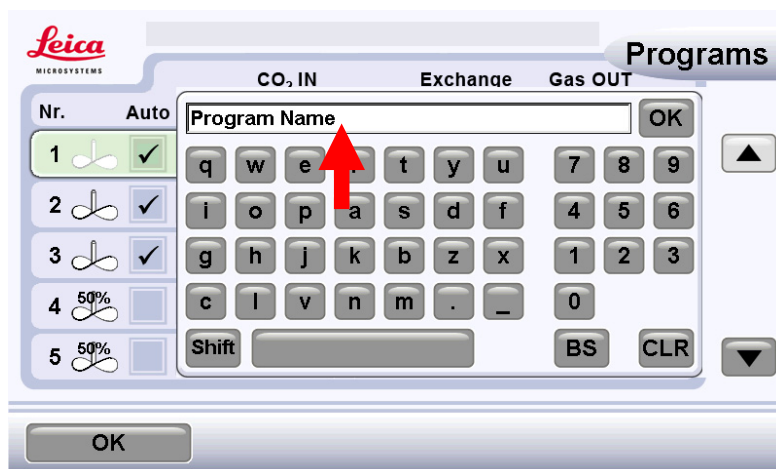 Leica
MICROSYSTEMS
Programs
CO₂ IN Exchange Gas OUT
Nr. Auto
Program Name OK
1 q w e t y u 7 8 9
2 i o p a s d f 4 5 6
3 g h j k b z x 1 2 3
4 50% c l v n m . _ 0
5 50% Shift BS CLR
OK